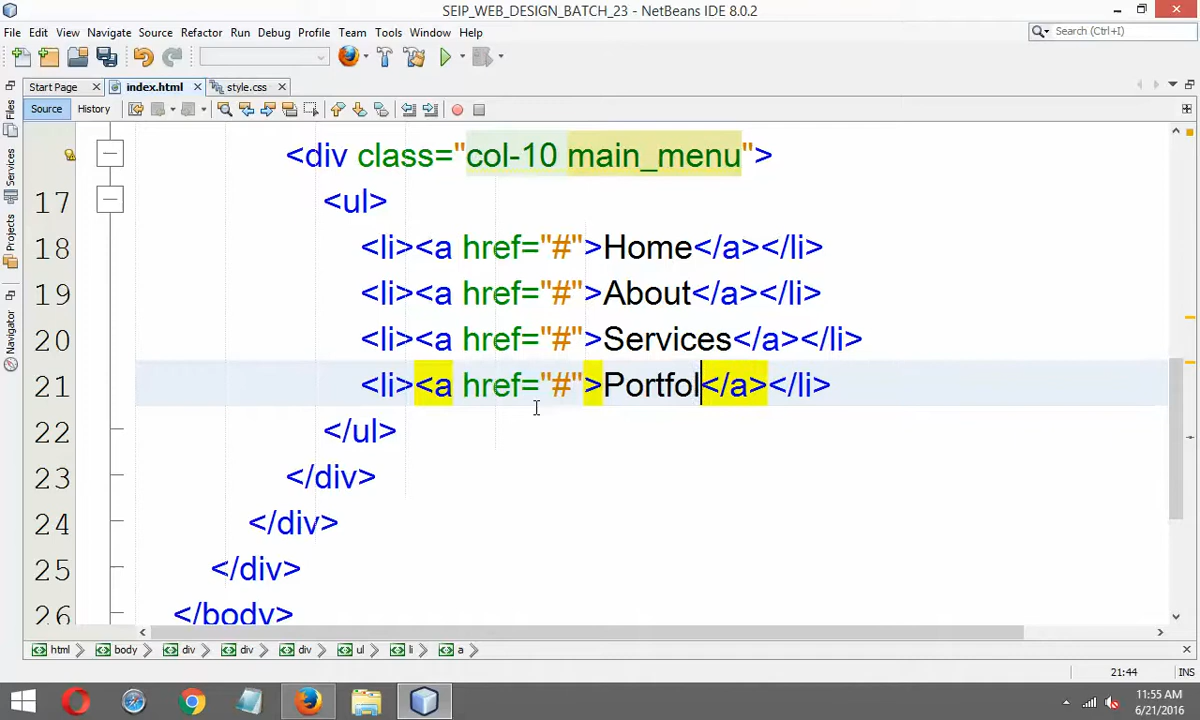 SEIP_WEB_DESIGN_BATCH_23 - NetBeans IDE 8.0.2
File Edit View Navigate Source Refactor Run Debug Profile Team Tools Window Help
Search (Ctrl+I)
Start Page index.html style.css
Source History
Files
Services
Projects
Navigator
<div class="col-10 main_menu">
17 <ul>
18 <li><a href="#">Home</a></li>
19 <li><a href="#">About</a></li>
20 <li><a href="#">Services</a></li>
21 <li><a href="#">Portfol</a></li>
22 </ul>
23 </div>
24 </div>
25 </div>
26 </body>
html body div div div ul li a
21:44 INS
11:55 AM
6/21/2016